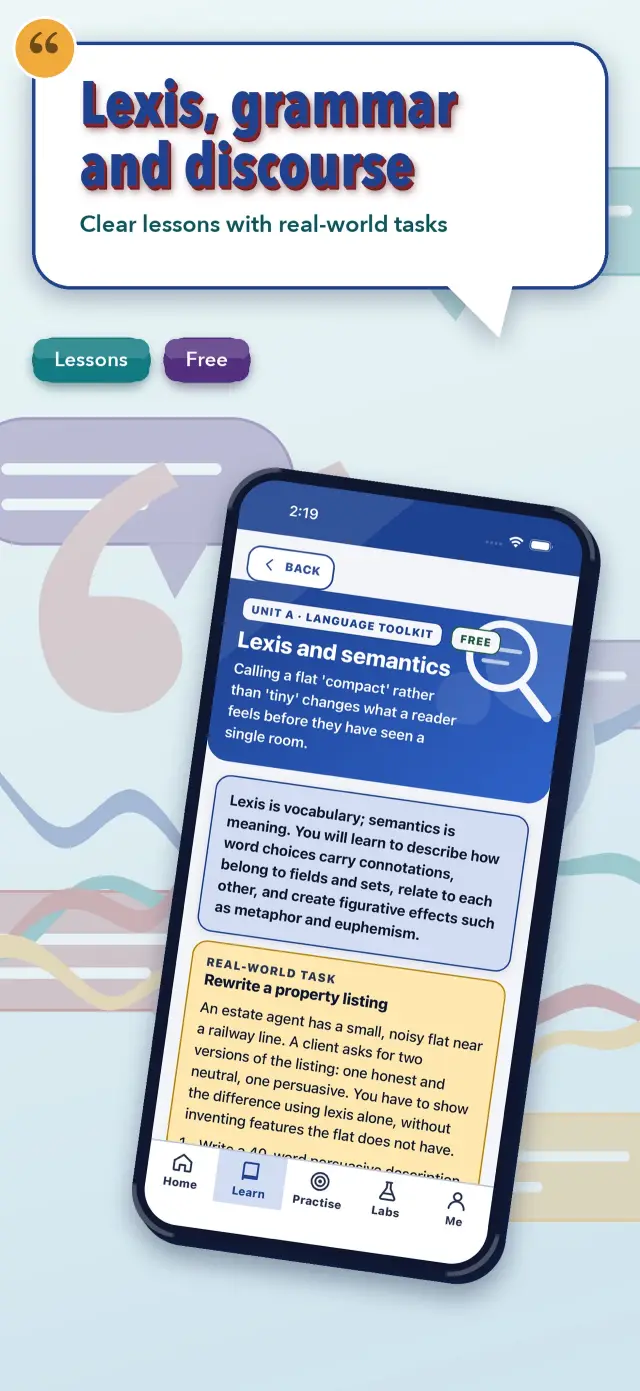 “
Lexis, grammar
and discourse
Clear lessons with real-world tasks
Lessons
Free
2:19
BACK
UNIT A · LANGUAGE TOOLKIT
FREE
Lexis and semantics
Calling a flat 'compact' rather
than 'tiny' changes what a reader
feels before they have seen a
single room.
Lexis is vocabulary; semantics is
meaning. You will learn to describe how
word choices carry connotations,
belong to fields and sets, relate to each
other, and create figurative effects such
as metaphor and euphemism.
REAL-WORLD TASK
Rewrite a property listing
An estate agent has a small, noisy flat near
a railway line. A client asks for two
versions of the listing: one honest and
neutral, one persuasive. You have to show
the difference using lexis alone, without
inventing features the flat does not have.
1. Write a 40-word persuasive description
Home
Learn
Practise
Labs
Me